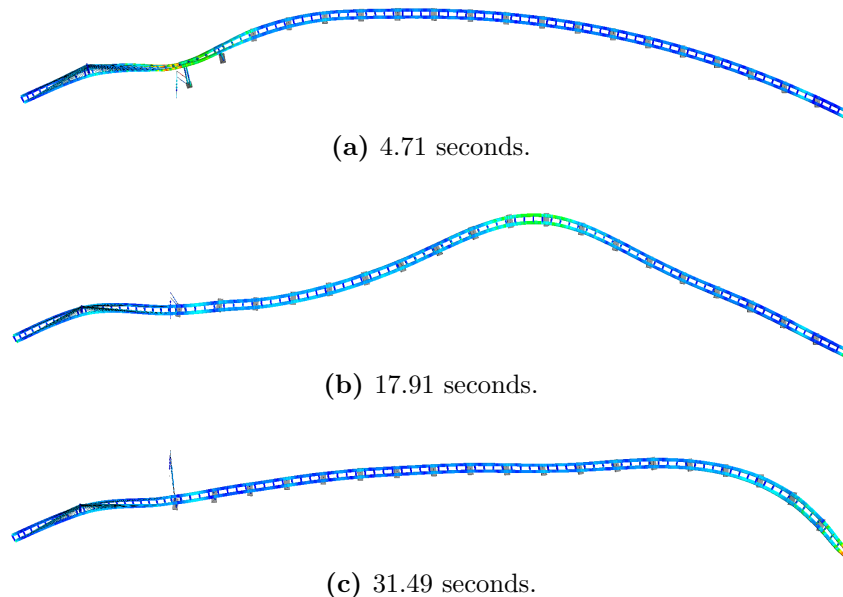 (a) 4.71 seconds.
(b) 17.91 seconds.
(c) 31.49 seconds.